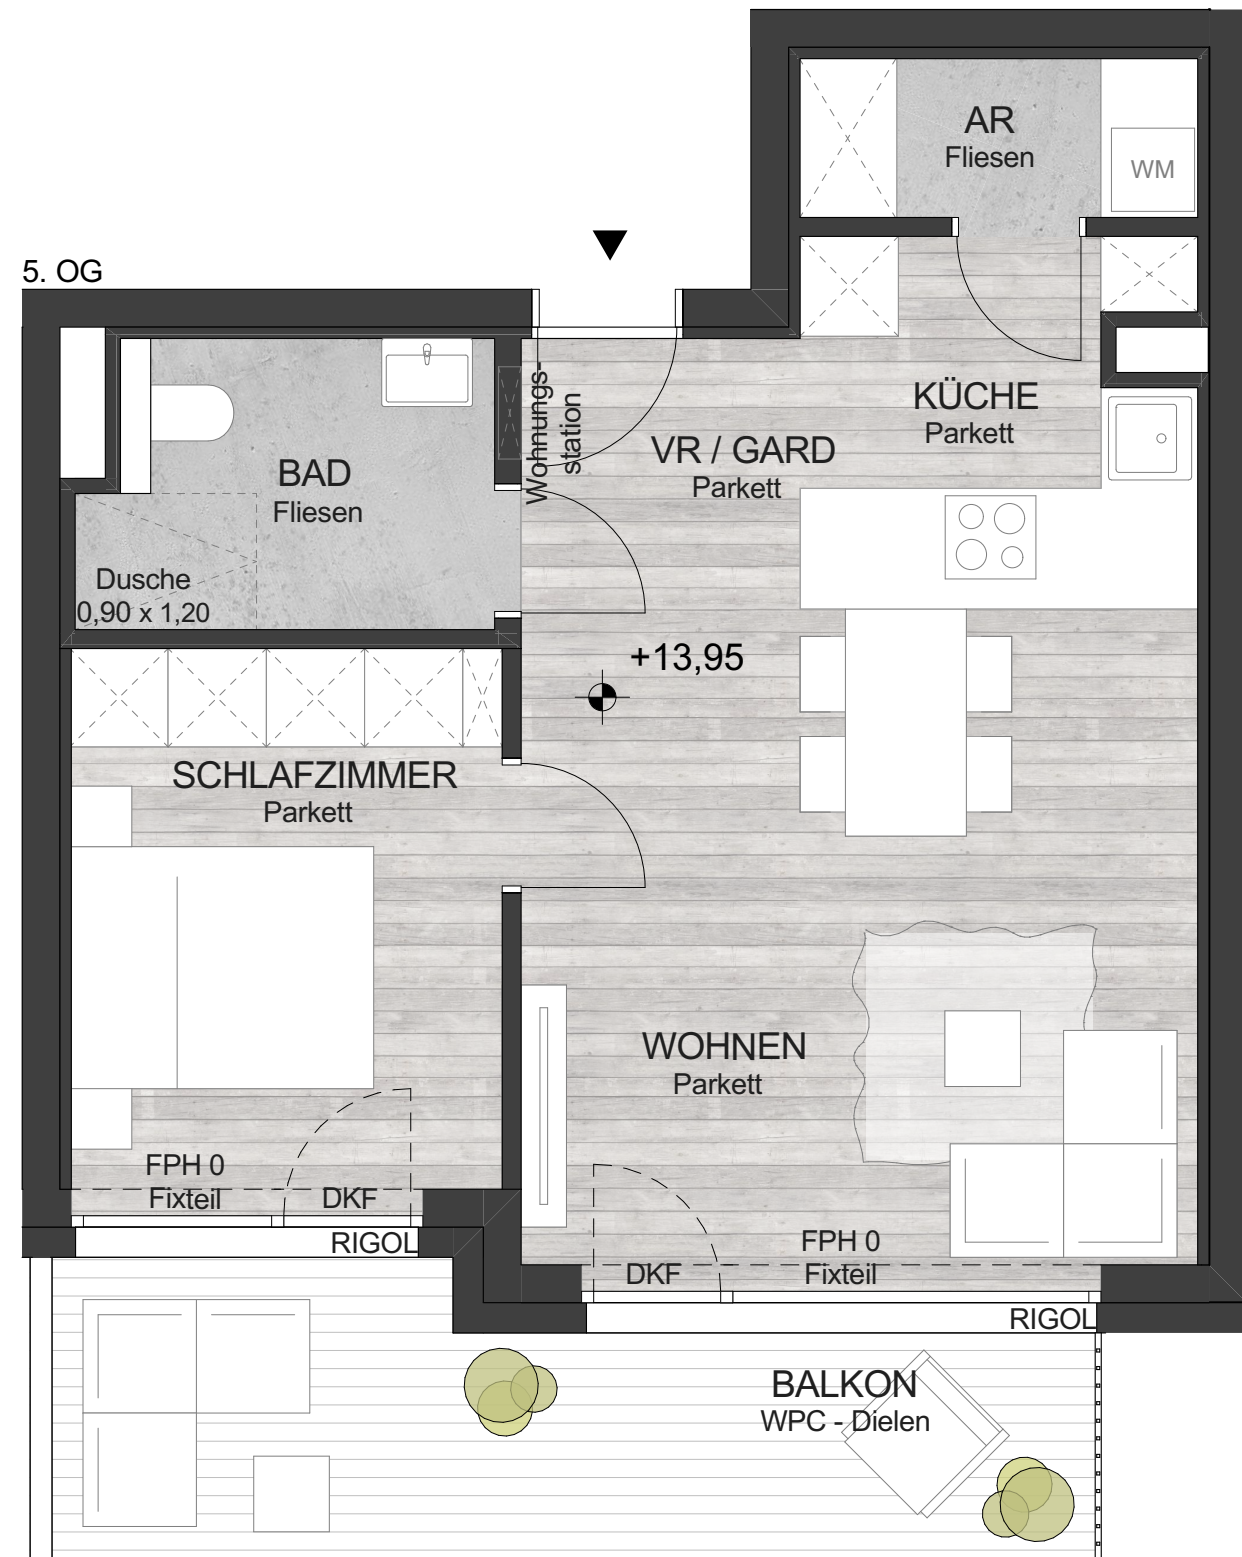 AR
Fliesen
WM
5. OG
KÜCHE
Parkett
Wohnungs-
station
VR / GARD
Parkett
BAD
Fliesen
Dusche
0,90 x 1,20
+13,95
SCHLAFZIMMER
Parkett
WOHNEN
Parkett
FPH 0
Fixteil
DKF
RIGOL
FPH 0
Fixteil
DKF
RIGOL
BALKON
WPC - Dielen